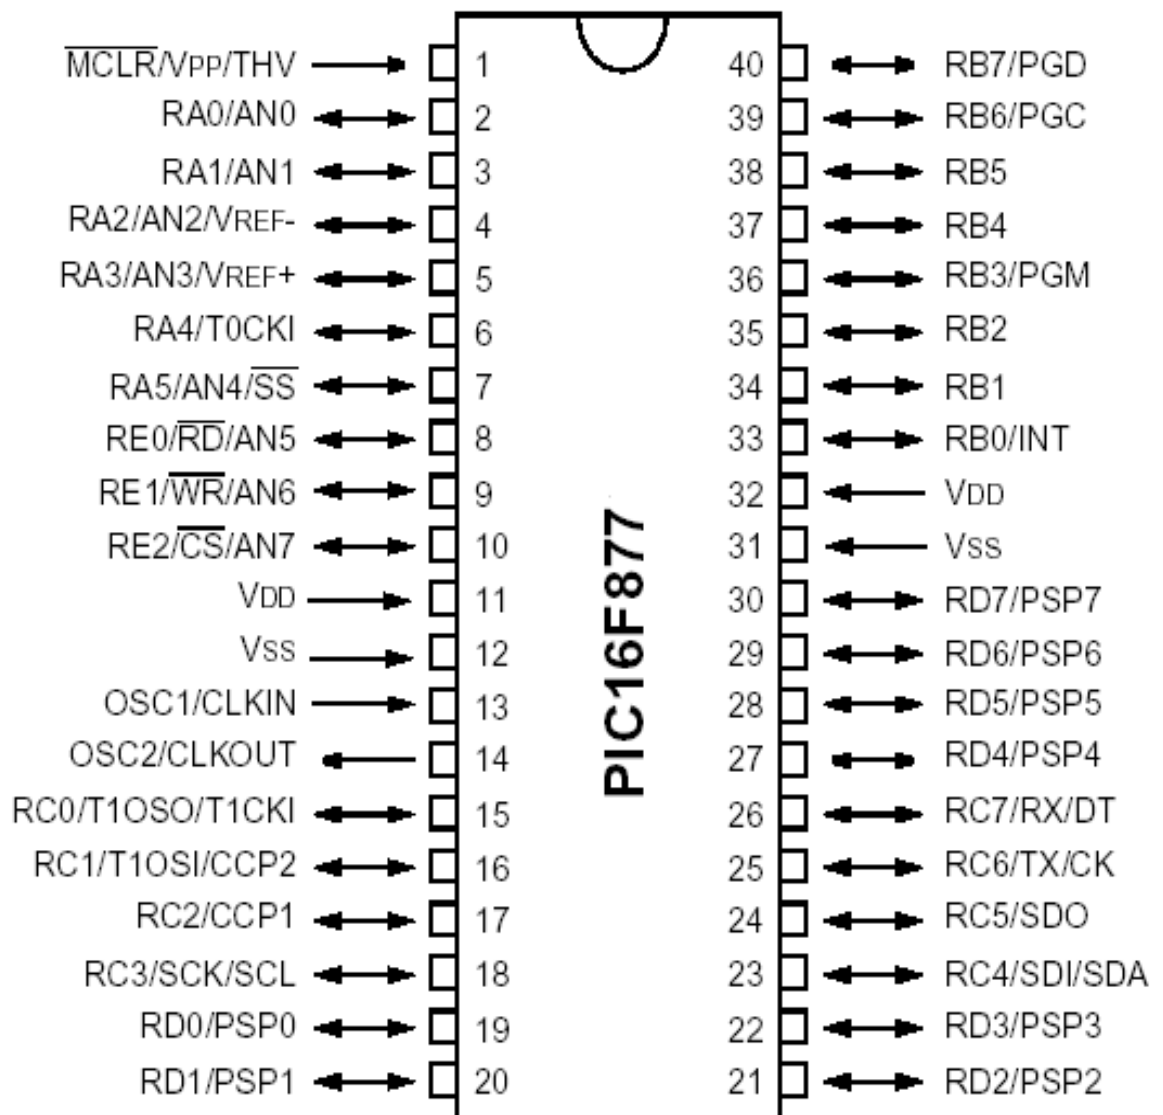 MCLR/VPP/THV 1 40 RB7/PGD
RA0/AN0 2 39 RB6/PGC
RA1/AN1 3 38 RB5
RA2/AN2/VREF- 4 37 RB4
RA3/AN3/VREF+ 5 36 RB3/PGM
RA4/T0CKI 6 35 RB2
RA5/AN4/SS 7 34 RB1
RE0/RD/AN5 8 33 RB0/INT
RE1/WR/AN6 9 32 VDD
RE2/CS/AN7 10 31 VSS
VDD 11 30 RD7/PSP7
VSS 12 29 RD6/PSP6
OSC1/CLKIN 13 28 RD5/PSP5
OSC2/CLKOUT 14 27 RD4/PSP4
RC0/T1OSO/T1CKI 15 26 RC7/RX/DT
RC1/T1OSI/CCP2 16 25 RC6/TX/CK
RC2/CCP1 17 24 RC5/SDO
RC3/SCK/SCL 18 23 RC4/SDI/SDA
RD0/PSP0 19 22 RD3/PSP3
RD1/PSP1 20 21 RD2/PSP2
PIC16F877